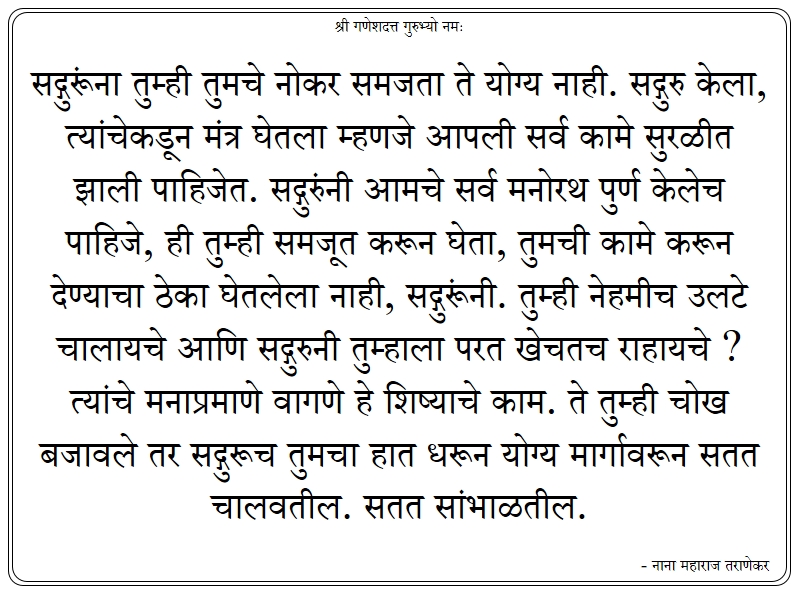 श्री गणेशदत्त गुरुभ्यो नमः
सद्गुरूंना तुम्ही तुमचे नोकर समजता ते योग्य नाही. सद्गुरु केला,
त्यांचेकडून मंत्र घेतला म्हणजे आपली सर्व कामे सुरळीत
झाली पाहिजेत. सद्गुरुंनी आमचे सर्व मनोरथ पुर्ण केलेच
पाहिजे, ही तुम्ही समजूत करून घेता, तुमची कामे करून
देण्याचा ठेका घेतलेला नाही, सद्गुरूंनी. तुम्ही नेहमीच उलटे
चालायचे आणि सद्गुरुनी तुम्हाला परत खेचतच राहायचे ?
त्यांचे मनाप्रमाणे वागणे हे शिष्याचे काम. ते तुम्ही चोख
बजावले तर सद्गुरूच तुमचा हात धरून योग्य मार्गावरून सतत
चालवतील. सतत सांभाळतील.
- नाना महाराज तराणेकर